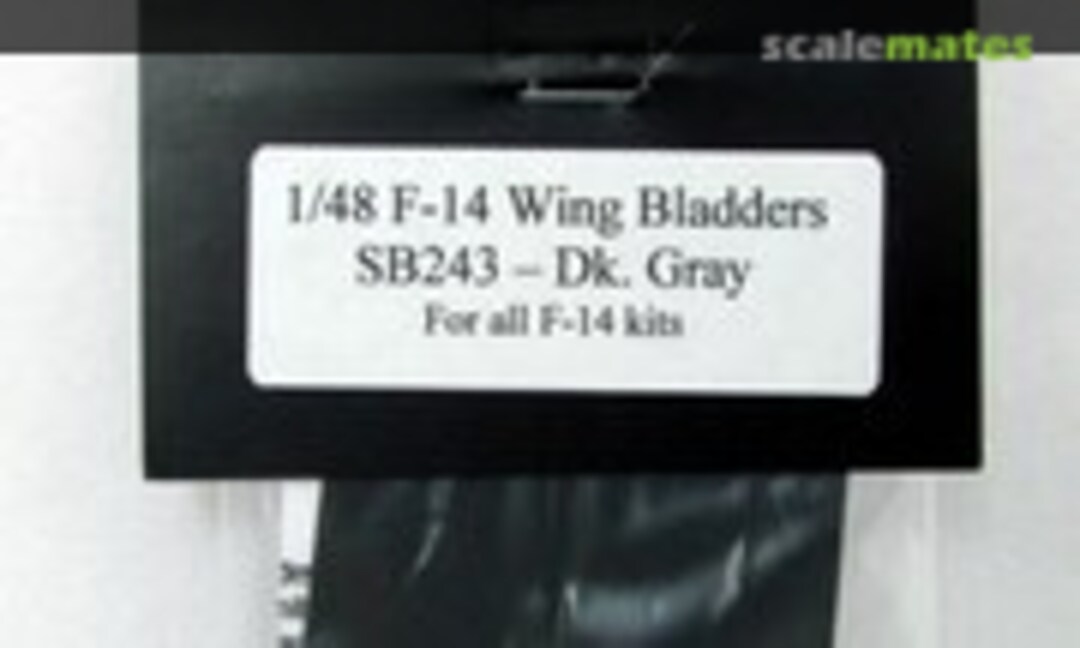 scalemates
1/48 F-14 Wing Bladders
SB243 – Dk. Gray
For all F-14 kits